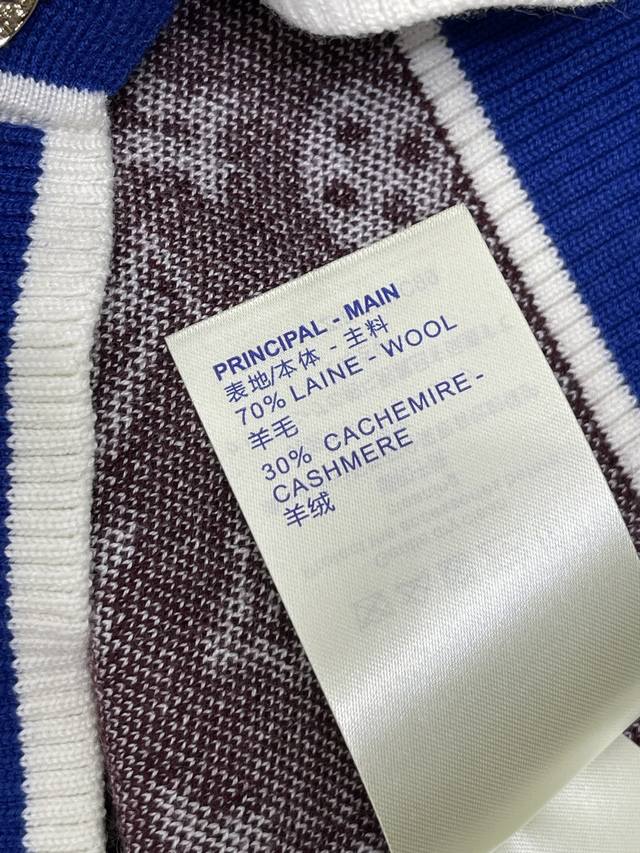 PRINCIPAL - MAIN
表地/本体 - 主料
70% LAINE - WOOL
羊毛
30% CACHEMIRE -
CASHMERE
羊绒